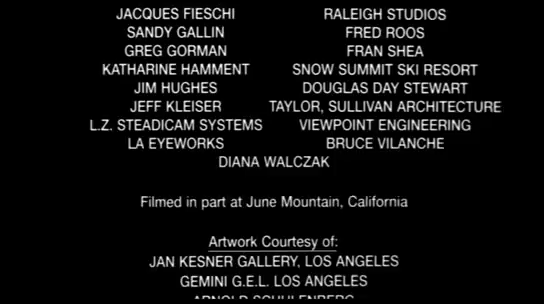 JACQUES FIESCHI RALEIGH STUDIOS
SANDY GALLIN FRED ROOS
GREG GORMAN FRAN SHEA
KATHARINE HAMMENT SNOW SUMMIT SKI RESORT
JIM HUGHES DOUGLAS DAY STEWART
JEFF KLEISER TAYLOR, SULLIVAN ARCHITECTURE
L.Z. STEADICAM SYSTEMS VIEWPOINT ENGINEERING
LA EYEWORKS BRUCE VILANCHE
DIANA WALCZAK
Filmed in part at June Mountain, California
Artwork Courtesy of:
JAN KESNER GALLERY, LOS ANGELES
GEMINI G.E.L. LOS ANGELES